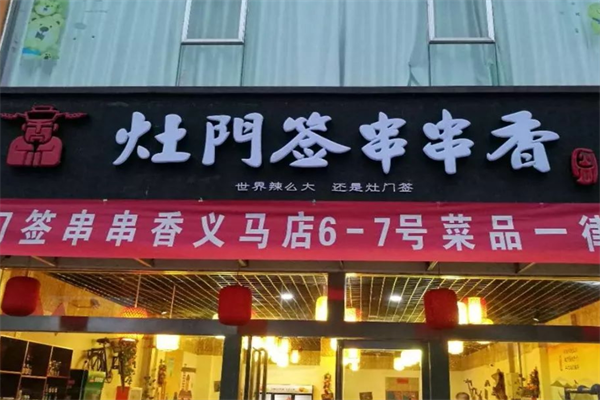 灶門签串串香
世界辣么大 还是灶门签
门签串串香义马店6-7号菜品一